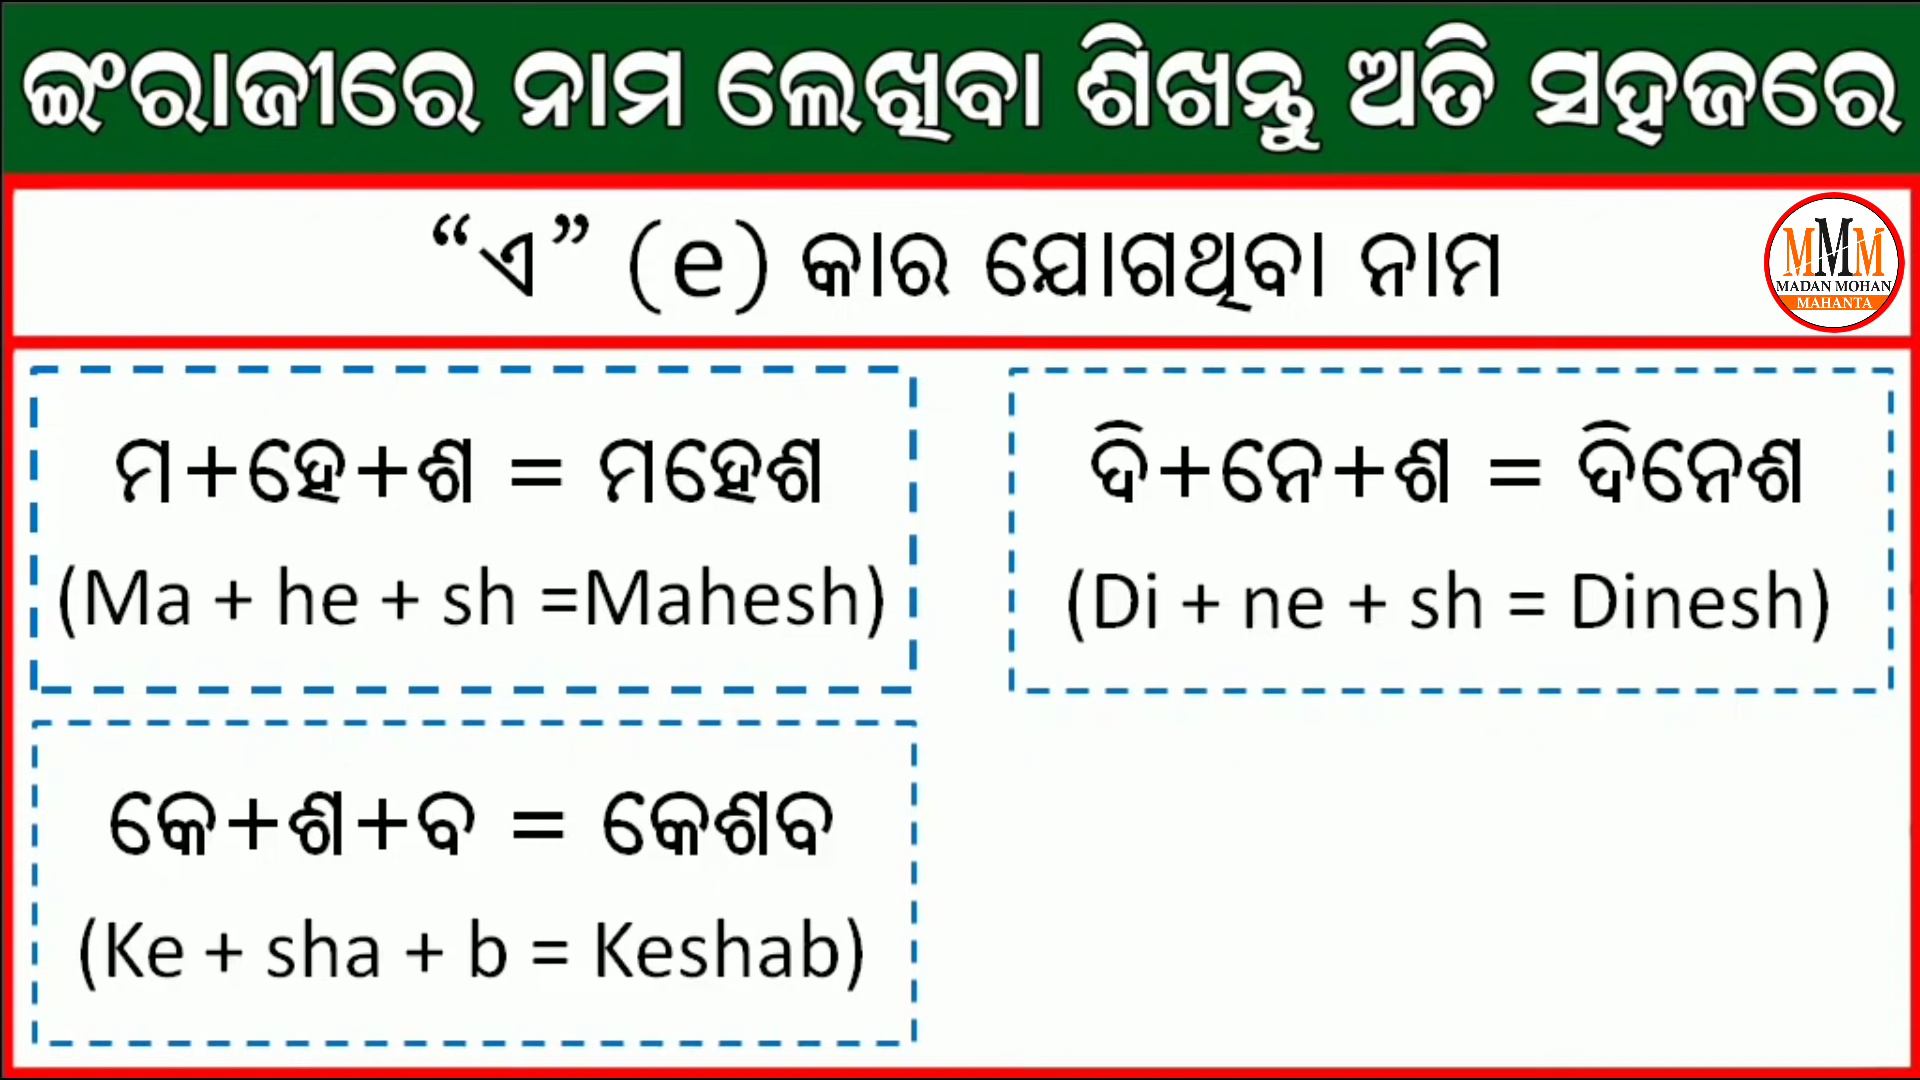 ଇଂରାଜୀରେ ନାମ ଲେଖିବା ଶିଖନ୍ତୁ ଅତି ସହଜରେ
“ଏ” (e) କାର ଯୋଗଥିବା ନାମ
MMM
MADAN MOHAN
MAHANTA
ମ+ହେ+ଶ = ମହେଶ
(Ma + he + sh =Mahesh)
ଦି+ନେ+ଶ = ଦିନେଶ
(Di + ne + sh = Dinesh)
କେ+ଶ+ବ = କେଶବ
(Ke + sha + b = Keshab)